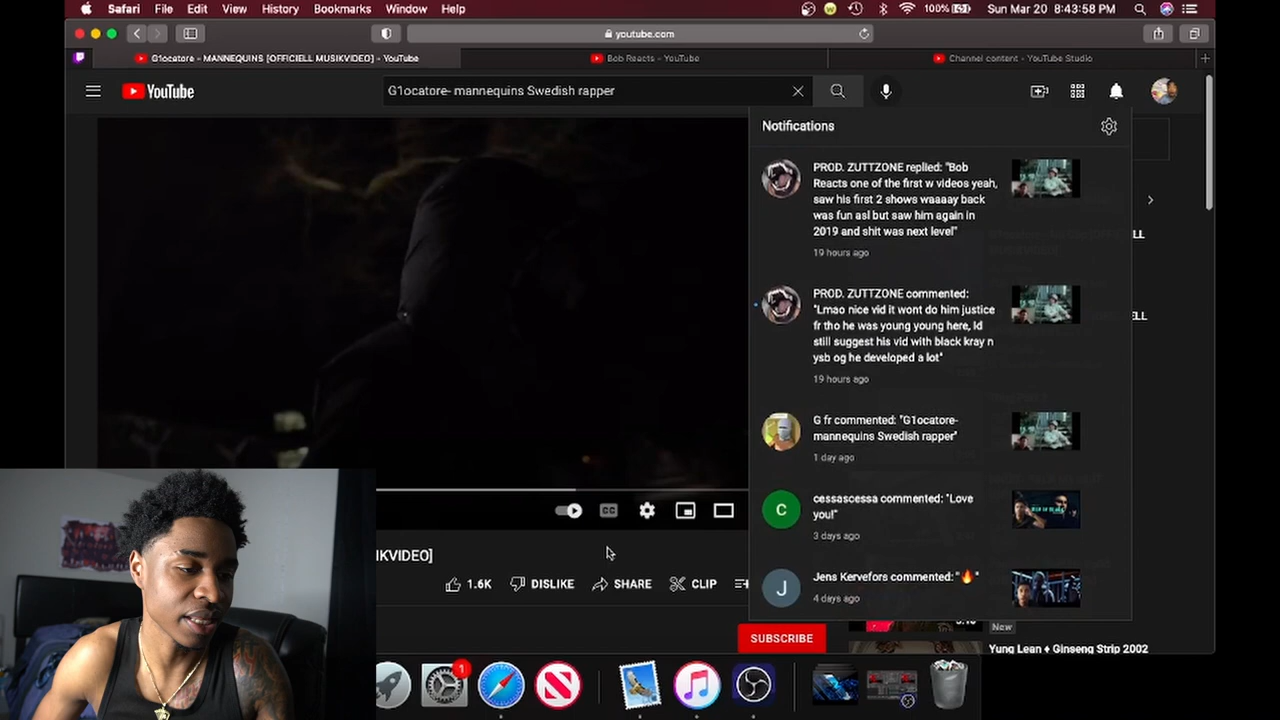 Safari File Edit View History Bookmarks Window Help 100% Sun Mar 20 8:43:58 PM
youtube.com
G1ocatore - MANNEQUINS [OFFICIELL MUSIKVIDEO] - YouTube Bob Reacts - YouTube Channel content - YouTube Studio
YouTube G1ocatore- mannequins Swedish rapper
Notifications
PROD. ZUTTZONE replied: "Bob
Reacts one of the first w videos yeah,
saw his first 2 shows waaaay back
was fun asl but saw him again in
2019 and shit was next level"
19 hours ago
PROD. ZUTTZONE commented:
"Lmao nice vid it wont do him justice
fr tho he was young young here, Id
still suggest his vid with black kray n
ysb og he developed a lot"
19 hours ago
G fr commented: "G1ocatore-
mannequins Swedish rapper"
1 day ago
C
cessascessa commented: "Love
you!"
3 days ago
J
Jens Kervefors commented: "🔥"
4 days ago
ELL
ELL
CC
IKVIDEO]
1.6K DISLIKE SHARE CLIP
SUBSCRIBE
New
Yung Lean ♦ Ginseng Strip 2002
1